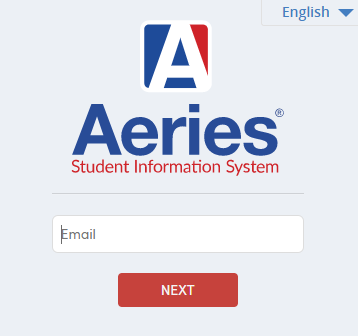 English
A
Aeries®
Student Information System
Email
NEXT